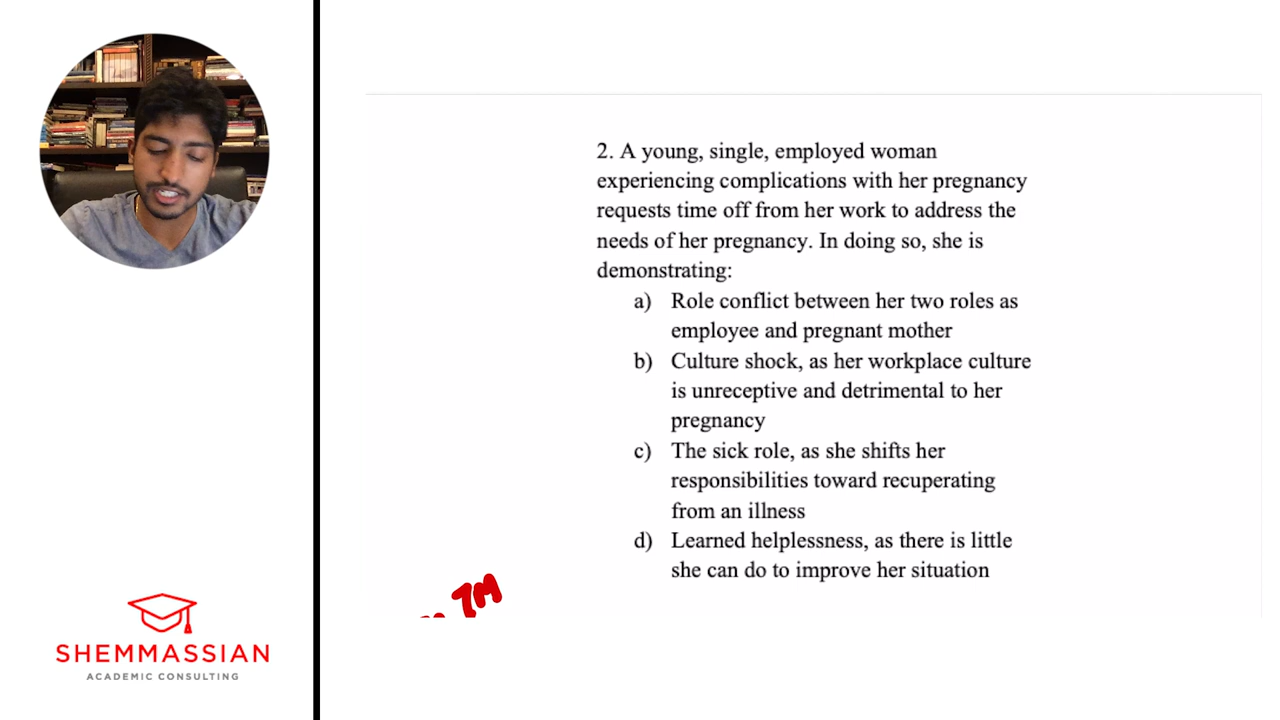 2. A young, single, employed woman
experiencing complications with her pregnancy
requests time off from her work to address the
needs of her pregnancy. In doing so, she is
demonstrating:
a) Role conflict between her two roles as
employee and pregnant mother
b) Culture shock, as her workplace culture
is unreceptive and detrimental to her
pregnancy
c) The sick role, as she shifts her
responsibilities toward recuperating
from an illness
d) Learned helplessness, as there is little
she can do to improve her situation
SHEMMASSIAN
ACADEMIC CONSULTING